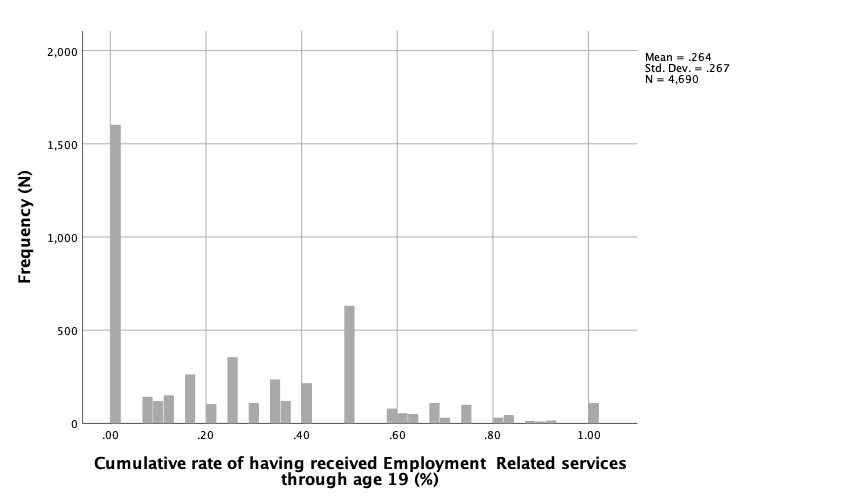 2,000
1,500
1,000
500
0
Frequency (N)
.00
.20
.40
.60
.80
1.00
Cumulative rate of having received Employment Related services
through age 19 (%)
Mean = .264
Std. Dev. = .267
N = 4,690